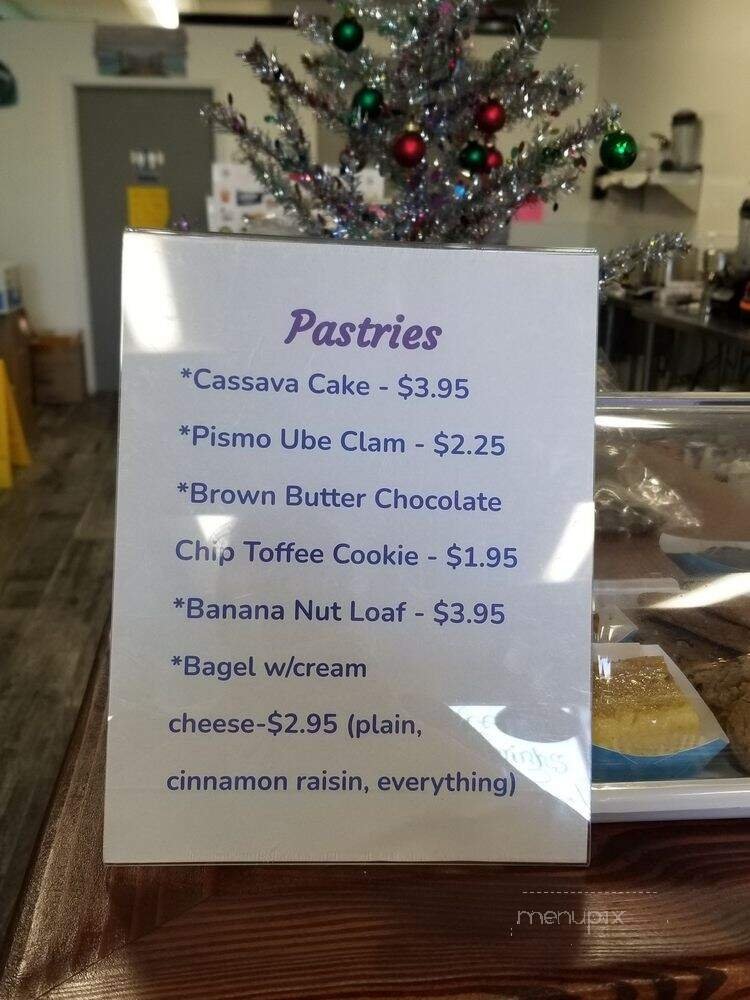 Pastries
*Cassava Cake - $3.95
*Pismo Ube Clam - $2.25
*Brown Butter Chocolate
Chip Toffee Cookie - $1.95
*Banana Nut Loaf - $3.95
*Bagel w/cream
cheese-$2.95 (plain,
cinnamon raisin, everything)
menupix